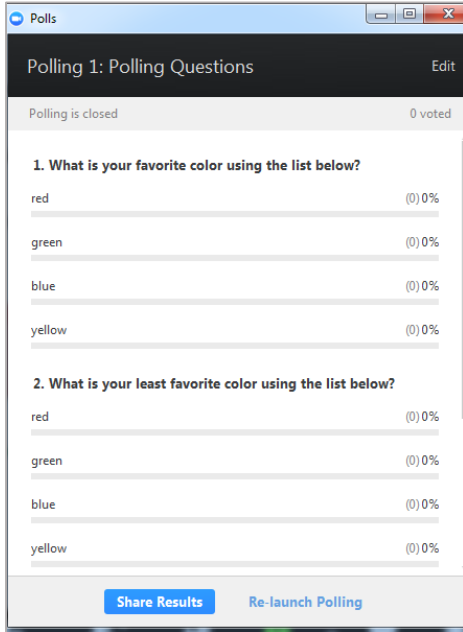 Polls
Polling 1: Polling Questions Edit
Polling is closed 0 voted
1. What is your favorite color using the list below?
red (0) 0%
green (0) 0%
blue (0) 0%
yellow (0) 0%
2. What is your least favorite color using the list below?
red (0) 0%
green (0) 0%
blue (0) 0%
yellow (0) 0%
Share Results Re-launch Polling